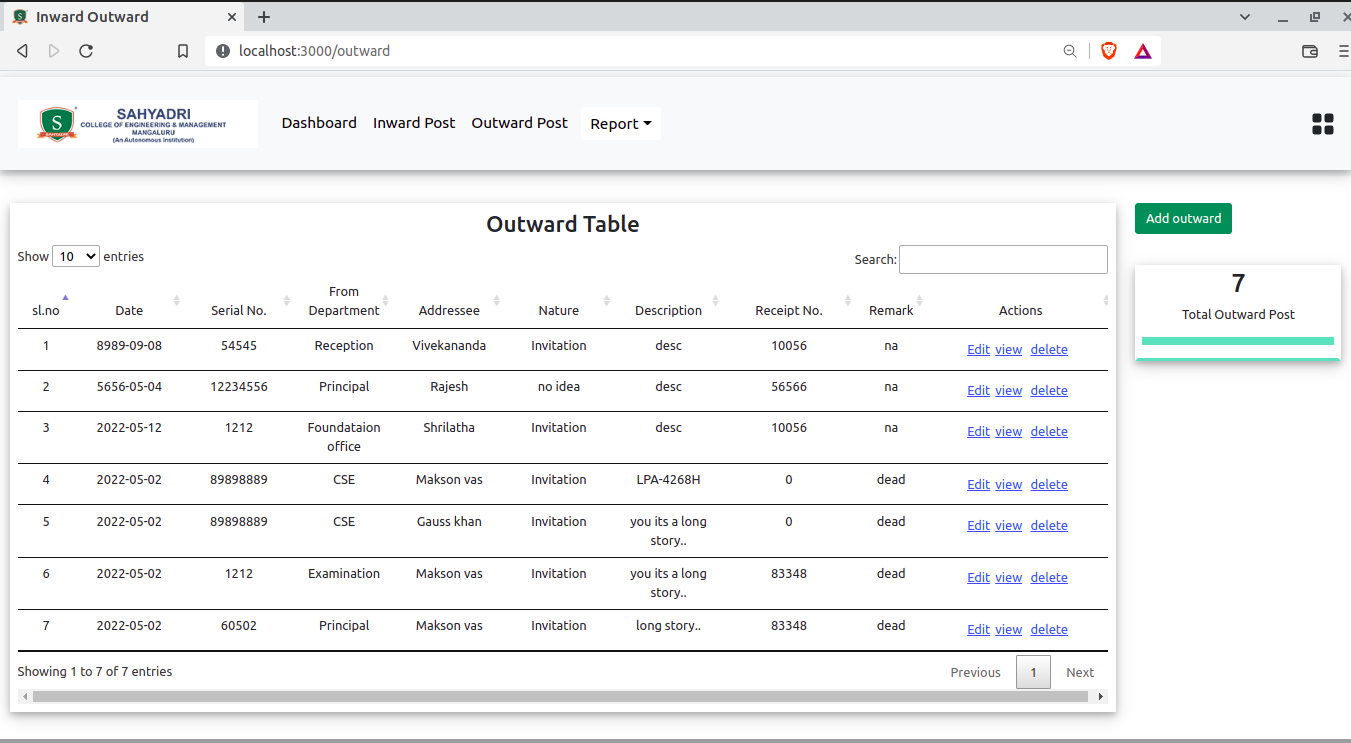 Inward Outward
localhost:3000/outward
S
SAHYADRI
SAHYADRI
COLLEGE OF ENGINEERING & MANAGEMENT
MANGALURU
(An Autonomous Institution)
Dashboard Inward Post Outward Post Report
Outward Table
Add outward
Show 10 entries
Search:
7
Total Outward Post
sl.no Date Serial No. From Department Addressee Nature Description Receipt No. Remark Actions
1 8989-09-08 54545 Reception Vivekananda Invitation desc 10056 na Edit view delete
2 5656-05-04 12234556 Principal Rajesh no idea desc 56566 na Edit view delete
3 2022-05-12 1212 Foundataion office Shrilatha Invitation desc 10056 na Edit view delete
4 2022-05-02 89898889 CSE Makson vas Invitation LPA-4268H 0 dead Edit view delete
5 2022-05-02 89898889 CSE Gauss khan Invitation you its a long story.. 0 dead Edit view delete
6 2022-05-02 1212 Examination Makson vas Invitation you its a long story.. 83348 dead Edit view delete
7 2022-05-02 60502 Principal Makson vas Invitation long story.. 83348 dead Edit view delete
Showing 1 to 7 of 7 entries
Previous 1 Next